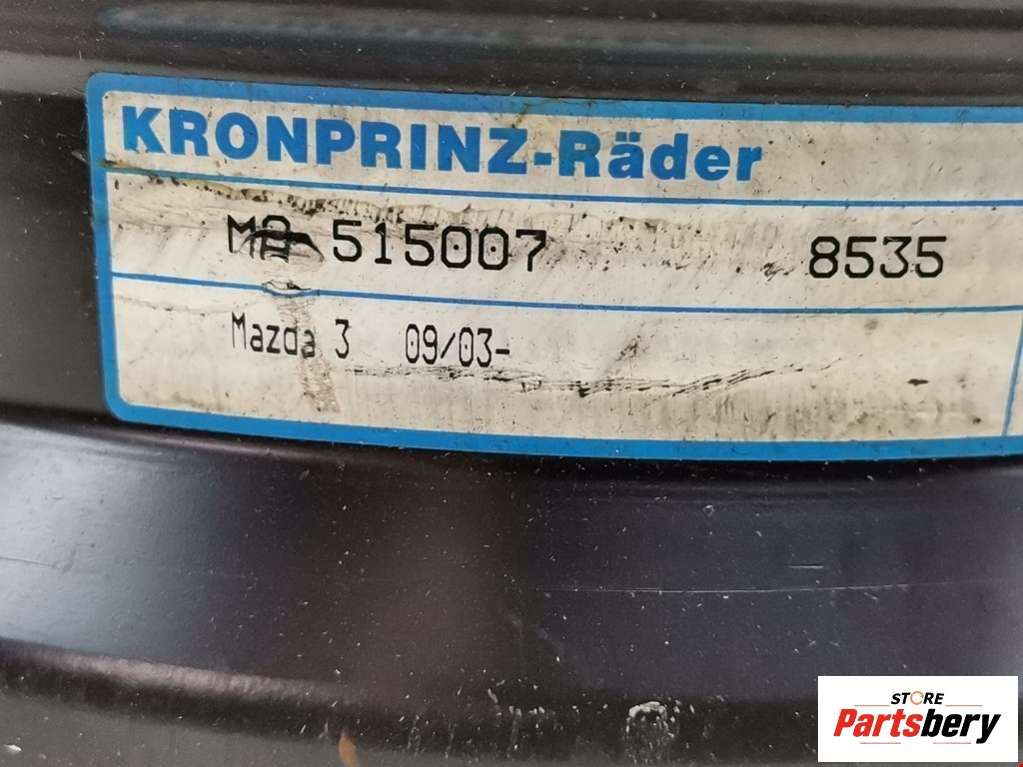 KRONPRINZ-Räder
515007 8535
Mazda 3 09/03-
STORE
Partsbery